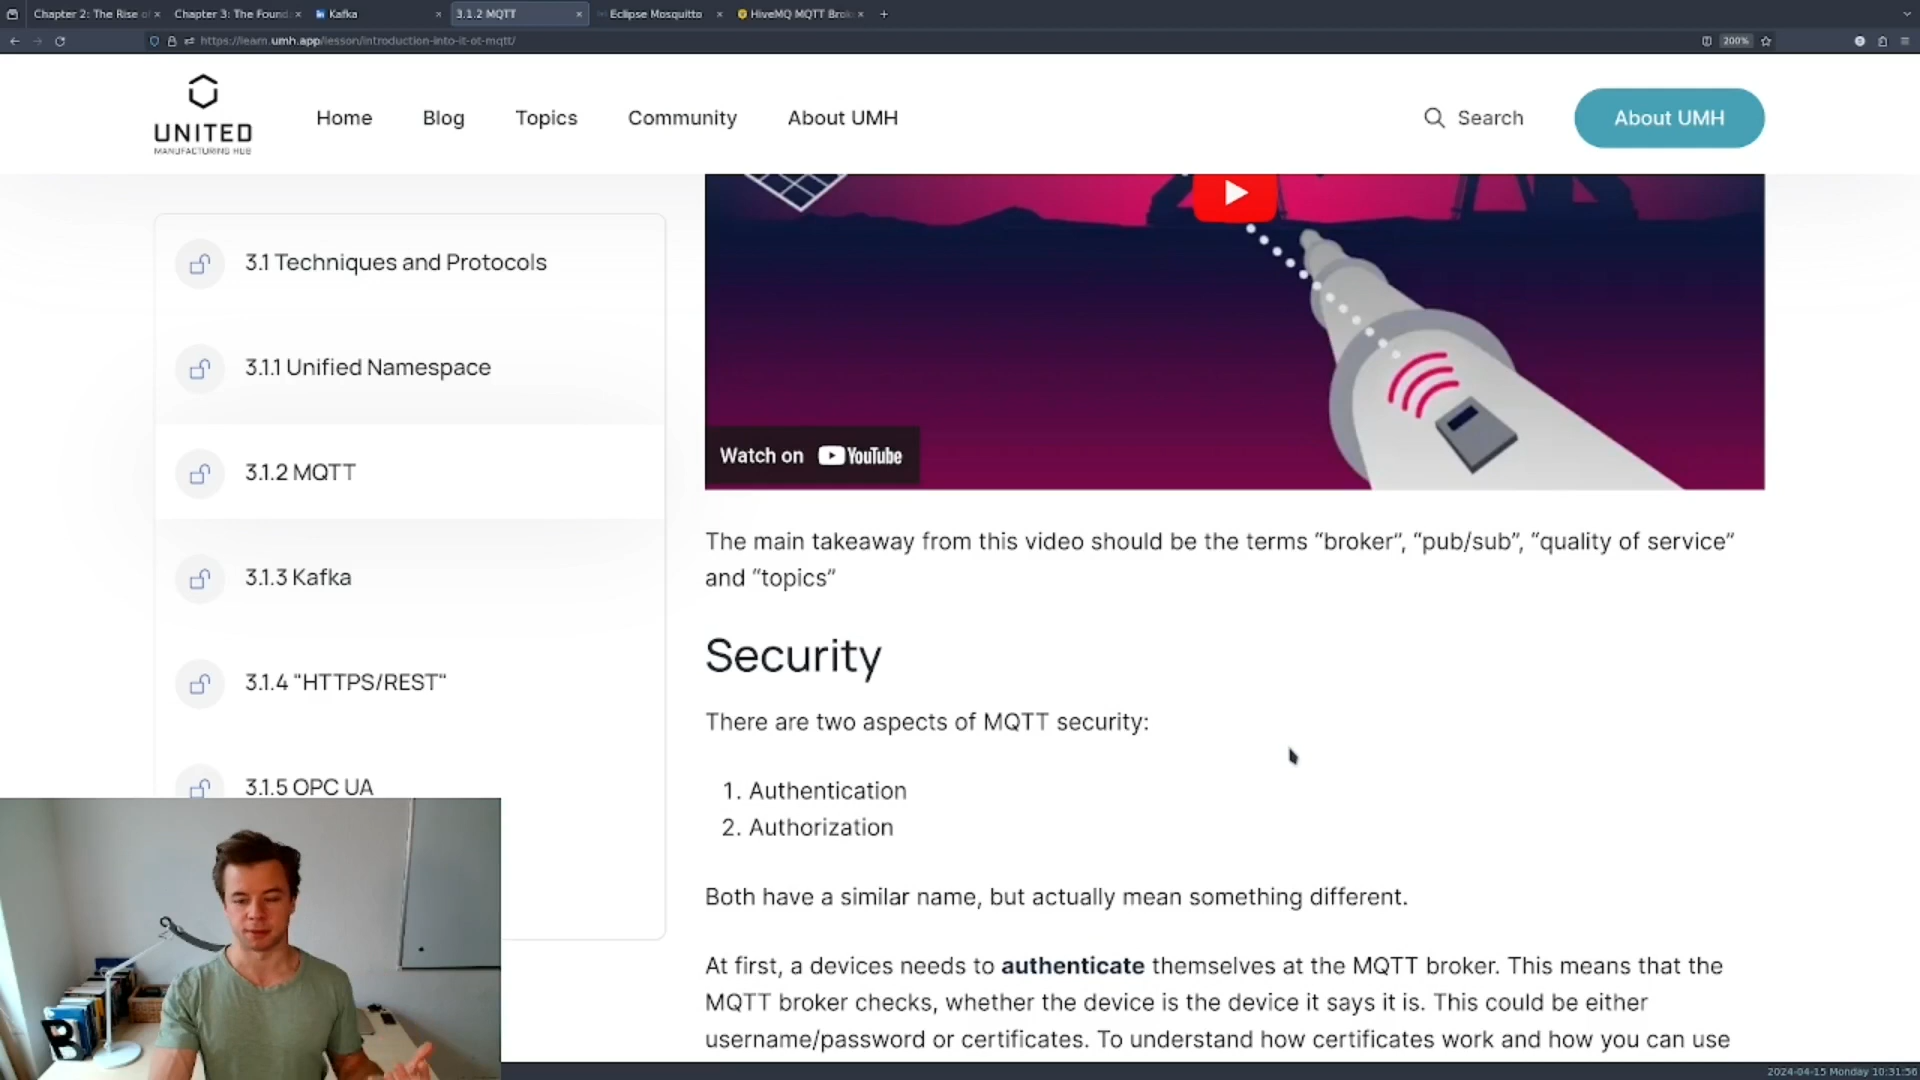 Chapter 2: The Rise of
Chapter 3: The Found
Kafka
3.1.2 MQTT
Eclipse Mosquitto
HiveMQ MQTT Brok
https://learn.umh.app/lesson/introduction-into-it-ot-mqtt/
200%
UNITED
MANUFACTURING HUB
Home
Blog
Topics
Community
About UMH
Search
About UMH
3.1 Techniques and Protocols
3.1.1 Unified Namespace
3.1.2 MQTT
3.1.3 Kafka
3.1.4 "HTTPS/REST"
3.1.5 OPC UA
Watch on YouTube
The main takeaway from this video should be the terms “broker”, “pub/sub”, “quality of service”
and “topics”
Security
There are two aspects of MQTT security:
1. Authentication
2. Authorization
Both have a similar name, but actually mean something different.
At first, a devices needs to authenticate themselves at the MQTT broker. This means that the
MQTT broker checks, whether the device is the device it says it is. This could be either
username/password or certificates. To understand how certificates work and how you can use
B
2024-04-15 Monday 10:31:56